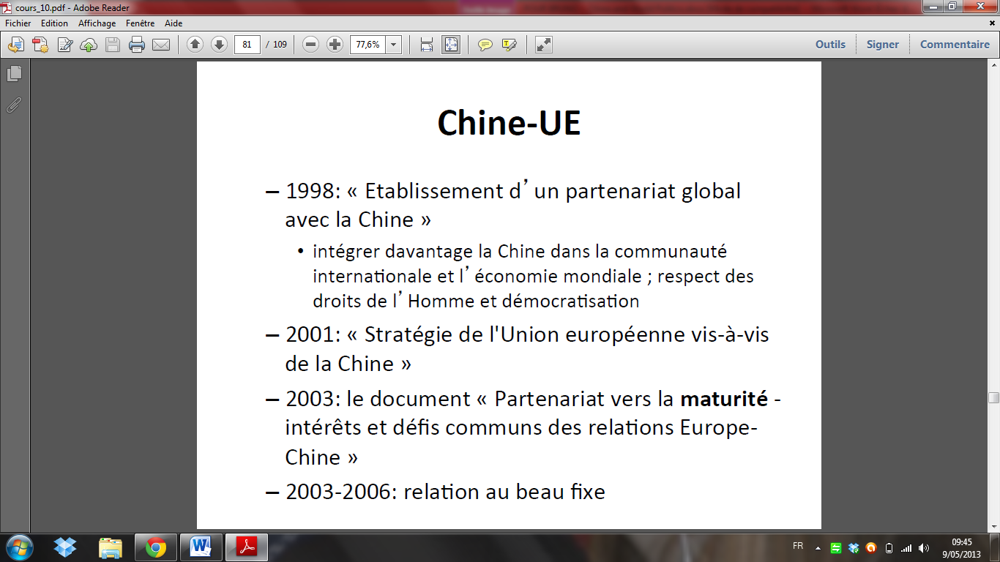 cours_10.pdf - Adobe Reader
Fichier Edition Affichage Fenêtre Aide
81 / 109 77,6% Outils Signer Commentaire
Chine-UE
– 1998: « Etablissement d’un partenariat global
avec la Chine »
• intégrer davantage la Chine dans la communauté
internationale et l’économie mondiale ; respect des
droits de l’Homme et démocratisation
– 2001: « Stratégie de l'Union européenne vis-à-vis
de la Chine »
– 2003: le document « Partenariat vers la maturité -
intérêts et défis communs des relations Europe-
Chine »
– 2003-2006: relation au beau fixe
FR 09:45
9/05/2013